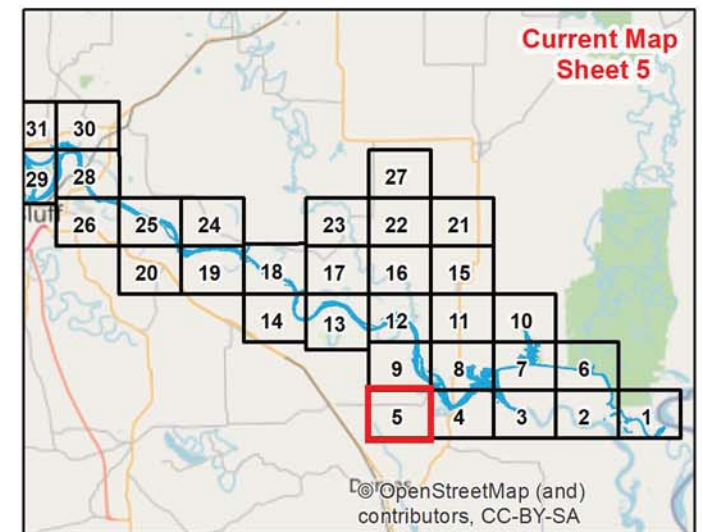 Current Map
Sheet 5
31 30
27
29 28
26 25 24 23 22 21
20 19 18 17 16 15
14 13 12 11 10
9 8 7 6
5 4 3 2 1
© OpenStreetMap (and)
contributors, CC-BY-SA